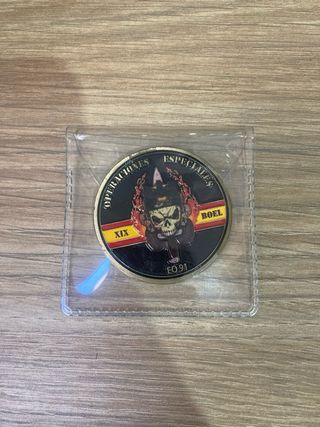 OPERACIONES ESPECIALES
XIX BOEL
EO 91